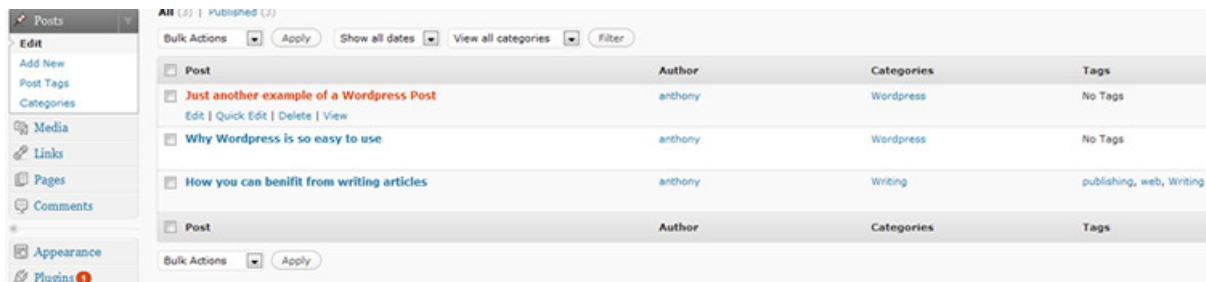 Posts
Edit
Add New
Post Tags
Categories
Media
Links
Pages
Comments
Appearance
Plugins 1
All (3) | Published (3)
Bulk Actions Apply Show all dates View all categories Filter
Post Author Categories Tags
Just another example of a Wordpress Post anthony Wordpress No Tags
Edit | Quick Edit | Delete | View
Why Wordpress is so easy to use anthony Wordpress No Tags
How you can benifit from writing articles anthony Writing publishing, web, Writing
Post Author Categories Tags
Bulk Actions Apply